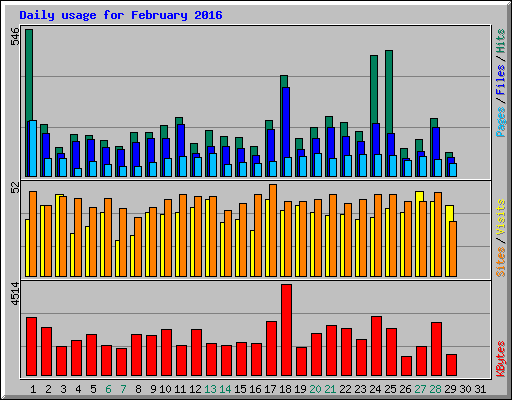 Daily usage for February 2016
546
Pages / Files / Hits
52
Sites / Visits
4514
KBytes
1 2 3 4 5 6 7 8 9 10 11 12 13 14 15 16 17 18 19 20 21 22 23 24 25 26 27 28 29 30 31